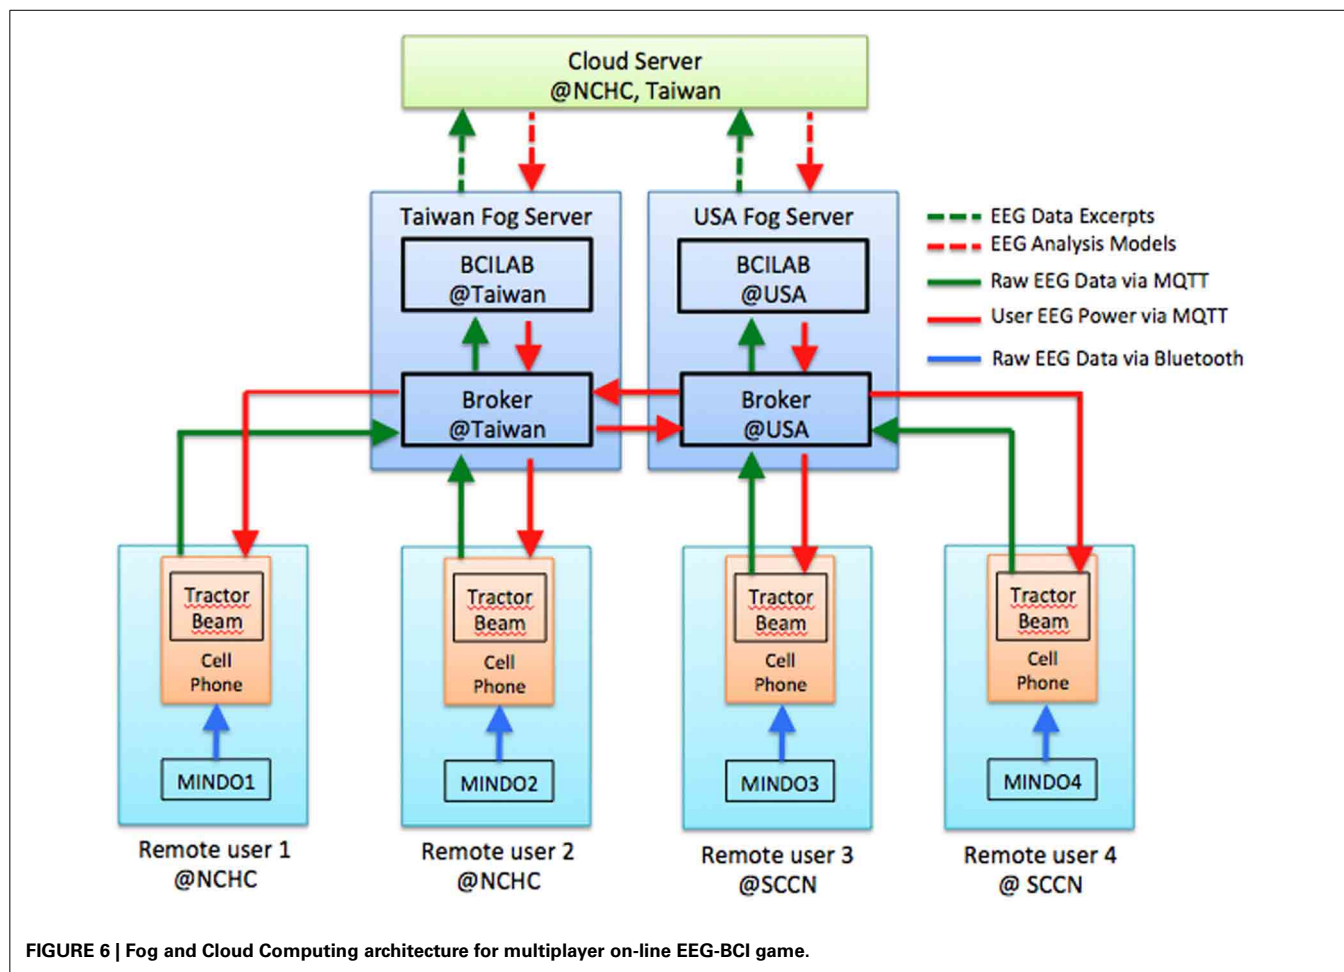 Cloud Server
@NCHC, Taiwan
Taiwan Fog Server
BCILAB
@Taiwan
Broker
@Taiwan
USA Fog Server
BCILAB
@USA
Broker
@USA
EEG Data Excerpts
EEG Analysis Models
Raw EEG Data via MQTT
User EEG Power via MQTT
Raw EEG Data via Bluetooth
Tractor
Beam
Cell
Phone
MINDO1
Remote user 1
@NCHC
Tractor
Beam
Cell
Phone
MINDO2
Remote user 2
@NCHC
Tractor
Beam
Cell
Phone
MINDO3
Remote user 3
@SCCN
Tractor
Beam
Cell
Phone
MINDO4
Remote user 4
@ SCCN
FIGURE 6 | Fog and Cloud Computing architecture for multiplayer on-line EEG-BCI game.